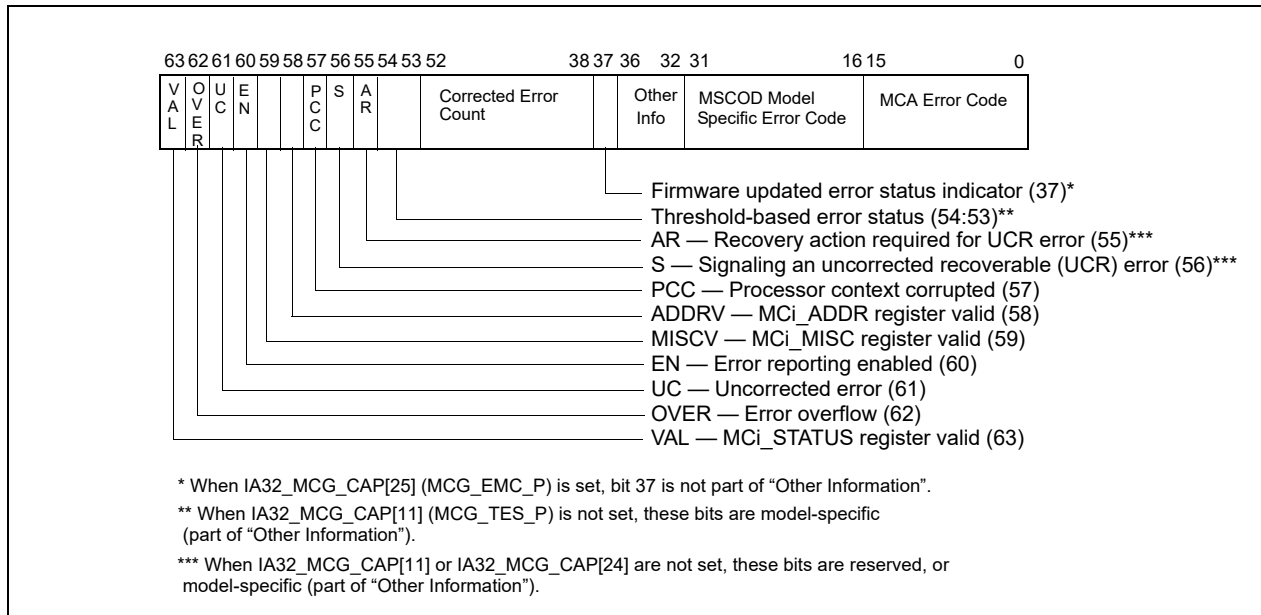 63 62 61 60 59 58 57 56 55 54 53 52 38 37 36 32 31 16 15 0
VAL
OVER
UC
EN
PCC
S
AR
Corrected Error
Count
Other
Info
MSCOD Model
Specific Error Code
MCA Error Code
Firmware updated error status indicator (37)*
Threshold-based error status (54:53)**
AR — Recovery action required for UCR error (55)***
S — Signaling an uncorrected recoverable (UCR) error (56)***
PCC — Processor context corrupted (57)
ADDRV — MCi_ADDR register valid (58)
MISCV — MCi_MISC register valid (59)
EN — Error reporting enabled (60)
UC — Uncorrected error (61)
OVER — Error overflow (62)
VAL — MCi_STATUS register valid (63)
* When IA32_MCG_CAP[25] (MCG_EMC_P) is set, bit 37 is not part of “Other Information”.
** When IA32_MCG_CAP[11] (MCG_TES_P) is not set, these bits are model-specific
(part of “Other Information”).
*** When IA32_MCG_CAP[11] or IA32_MCG_CAP[24] are not set, these bits are reserved, or
model-specific (part of “Other Information”).